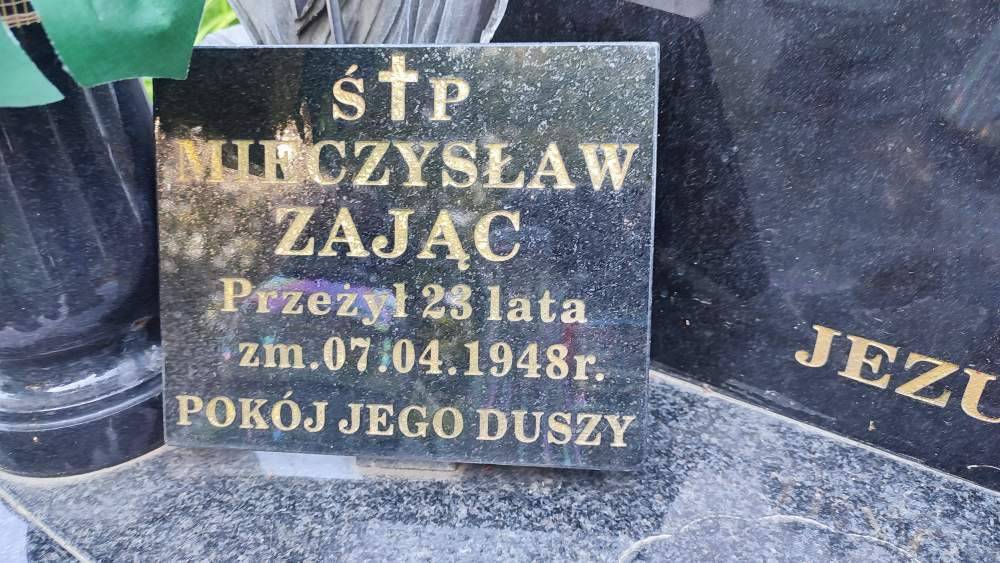 Ś✝P
MIECZYSŁAW
ZAJĄC
Przeżył 23 lata
zm.07.04.1948r.
POKÓJ JEGO DUSZY
JEZU